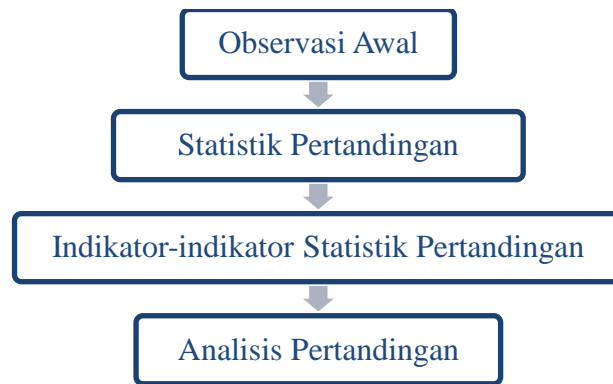 Observasi Awal
Statistik Pertandingan
Indikator-indikator Statistik Pertandingan
Analisis Pertandingan